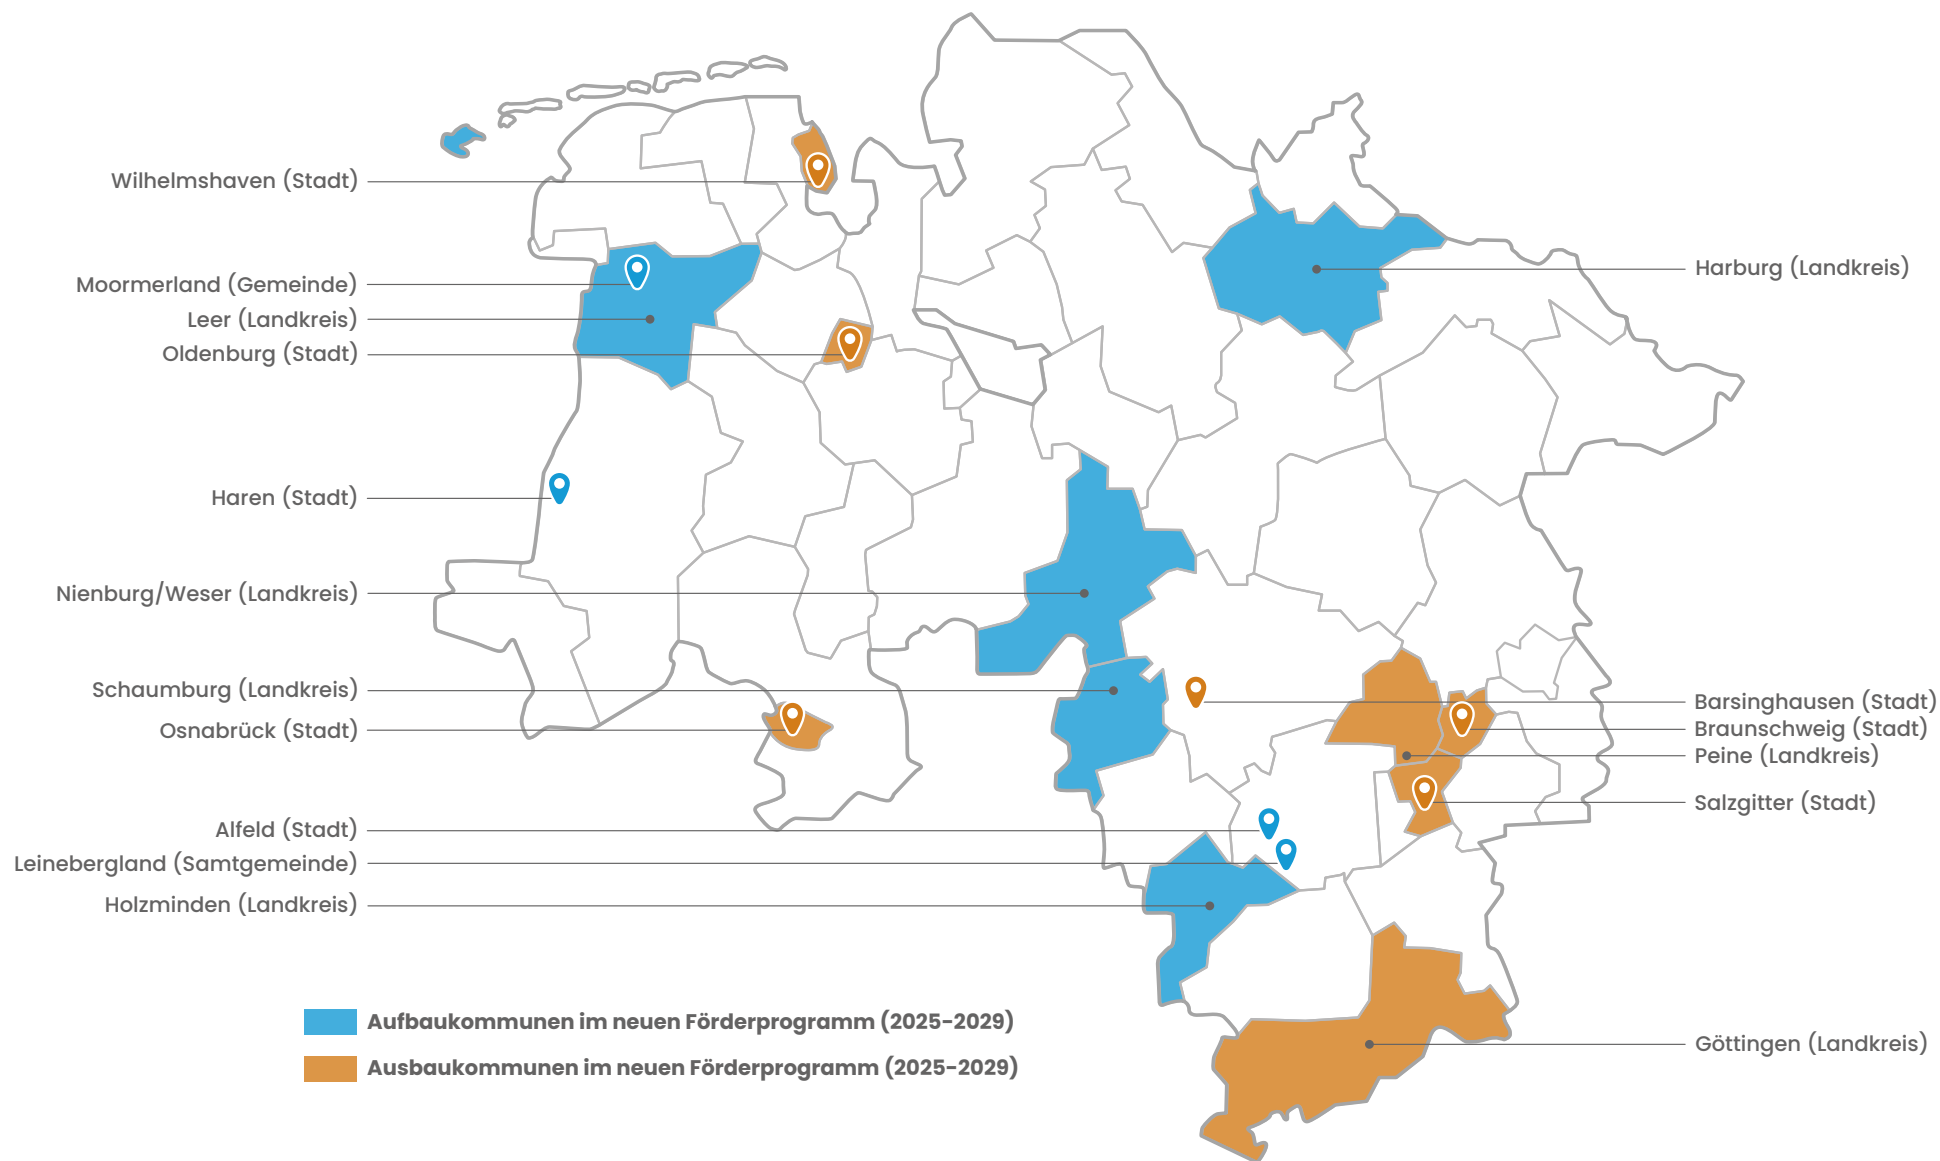 Wilhelmshaven (Stadt)
Moormerland (Gemeinde)
Leer (Landkreis)
Oldenburg (Stadt)
Haren (Stadt)
Nienburg/Weser (Landkreis)
Schaumburg (Landkreis)
Osnabrück (Stadt)
Alfeld (Stadt)
Leinebergland (Samtgemeinde)
Holzminden (Landkreis)
Harburg (Landkreis)
Barsinghausen (Stadt)
Braunschweig (Stadt)
Peine (Landkreis)
Salzgitter (Stadt)
Göttingen (Landkreis)
Aufbaukommunen im neuen Förderprogramm (2025-2029)
Ausbaukommunen im neuen Förderprogramm (2025-2029)